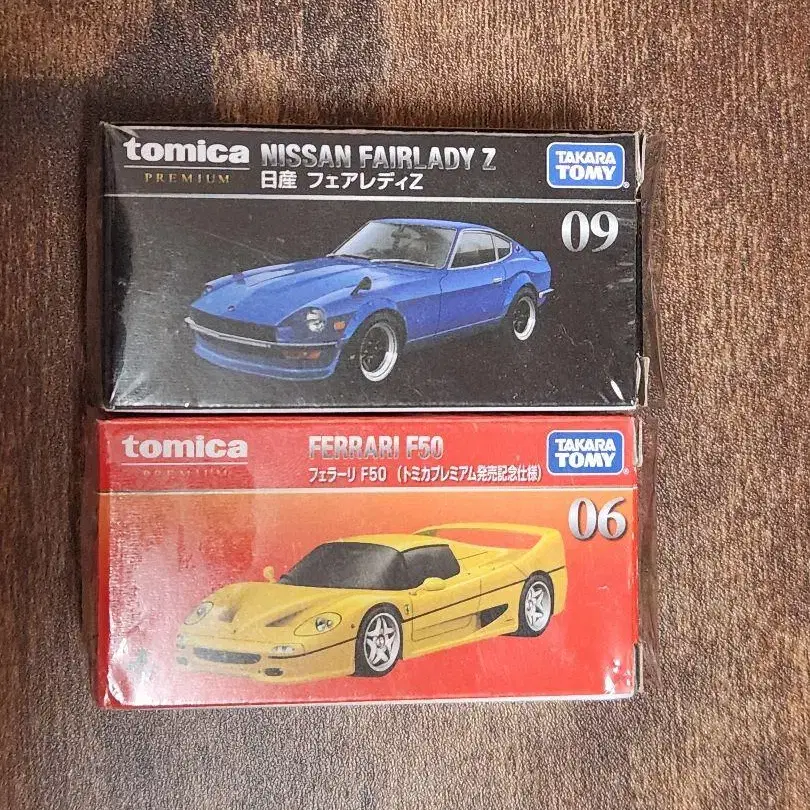 tomica
PREMIUM
NISSAN FAIRLADY Z
日産 フェアレディZ
TAKARA
TOMY
09
tomica
PREMIUM
FERRARI F50
フェラーリ F50 (トミカプレミアム発売記念仕様)
TAKARA
TOMY
06